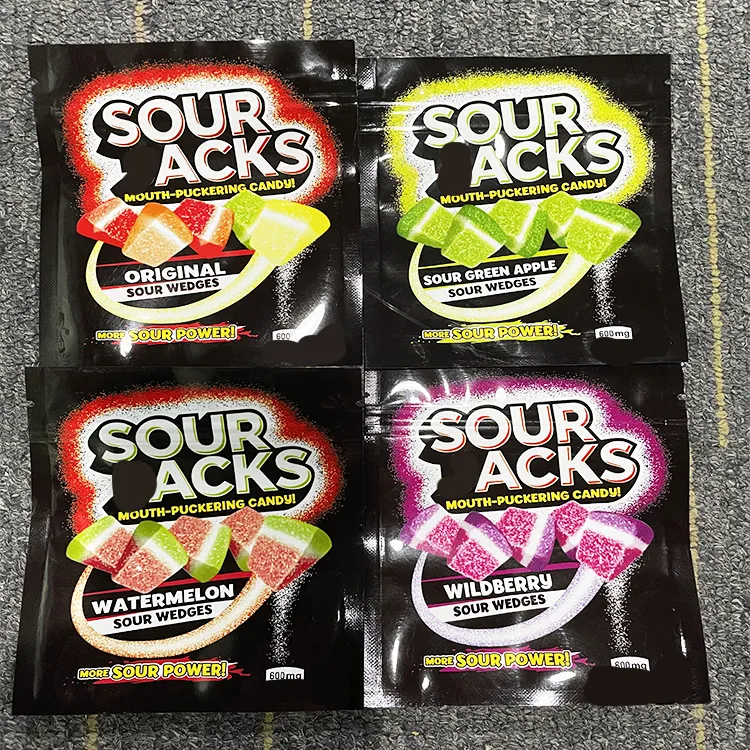 SOUR
ACKS
MOUTH-PUCKERING CANDY!
ORIGINAL
SOUR WEDGES
MORE SOUR POWER!
600
SOUR
ACKS
MOUTH-PUCKERING CANDY!
SOUR GREEN APPLE
SOUR WEDGES
MORE SOUR POWER!
600mg
SOUR
ACKS
MOUTH-PUCKERING CANDY!
WATERMELON
SOUR WEDGES
MORE SOUR POWER!
600mg
SOUR
ACKS
MOUTH-PUCKERING CANDY!
WILDBERRY
SOUR WEDGES
MORE SOUR POWER!
600mg